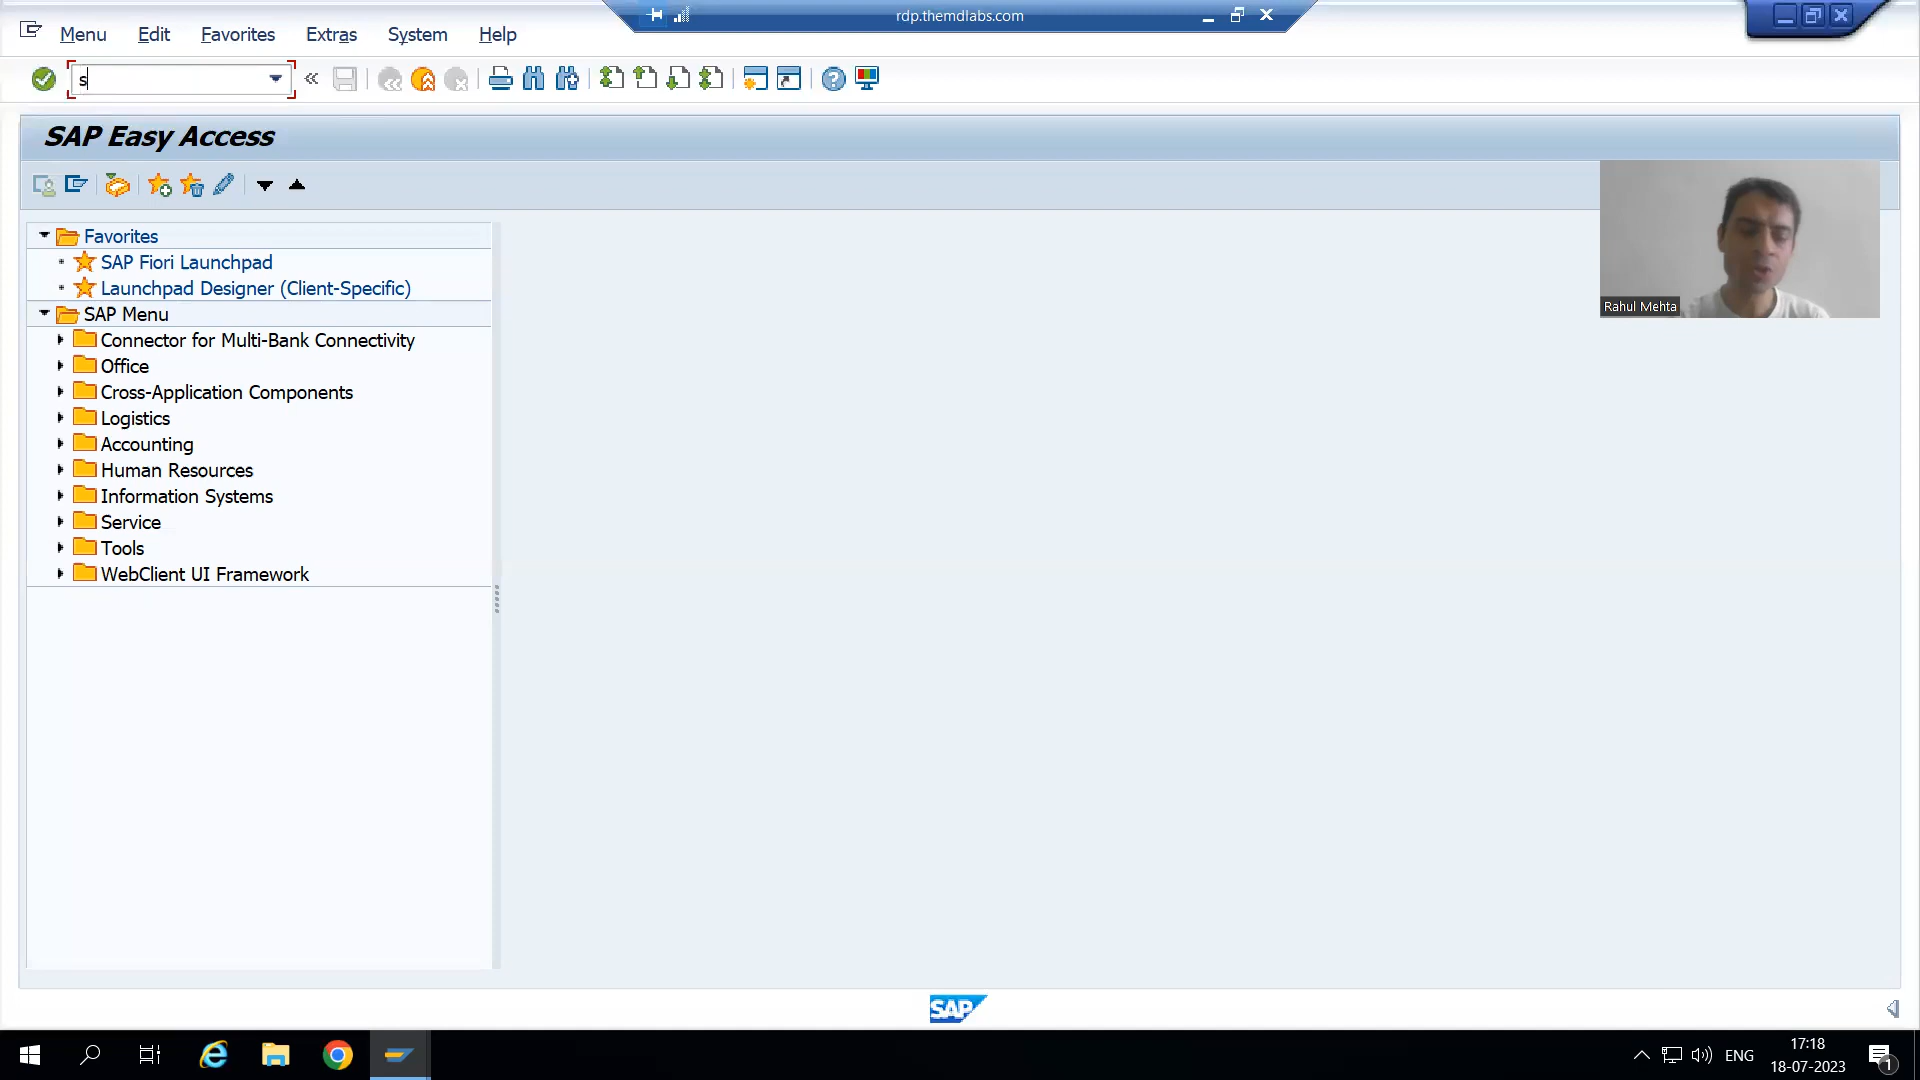 rdp.themdlabs.com
Menu Edit Favorites Extras System Help
s
SAP Easy Access
Favorites
SAP Fiori Launchpad
Launchpad Designer (Client-Specific)
SAP Menu
Connector for Multi-Bank Connectivity
Office
Cross-Application Components
Logistics
Accounting
Human Resources
Information Systems
Service
Tools
WebClient UI Framework
Rahul Mehta
SAP
ENG
17:18
18-07-2023
1